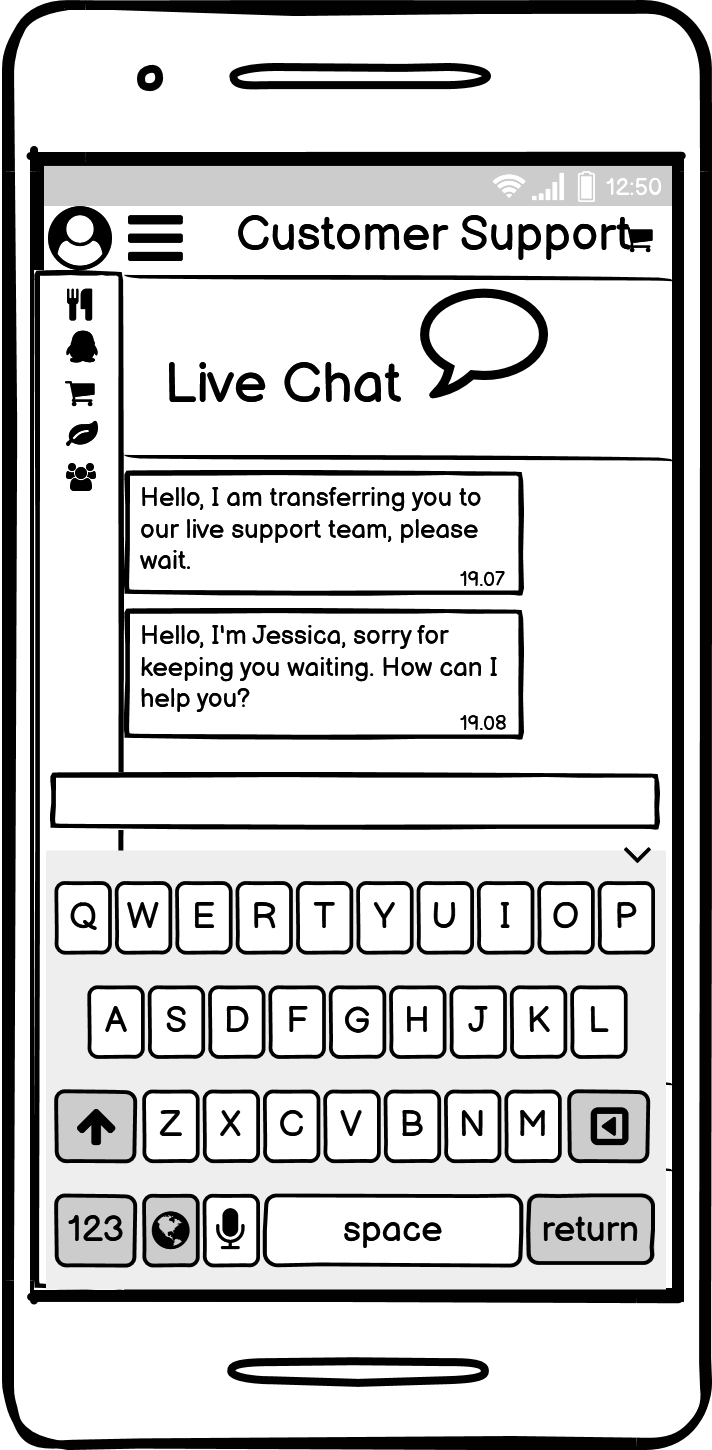 12:50
Customer Support
Live Chat
Hello, I am transferring you to
our live support team, please
wait.
19.07
Hello, I'm Jessica, sorry for
keeping you waiting. How can I
help you?
19.08
Q W E R T Y U I O P
A S D F G H J K L
Z X C V B N M
123 space return